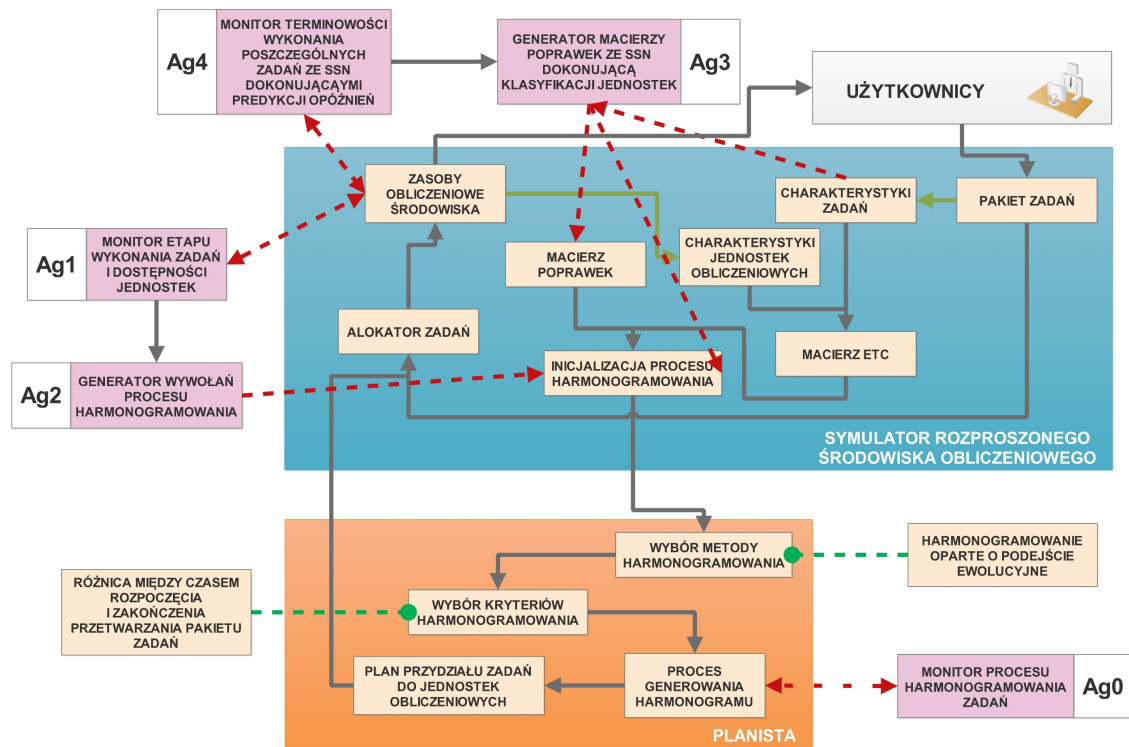 Ag4
MONITOR TERMINOWOŚCI
WYKONANIA
POSZCZEGÓLNYCH
ZADAŃ ZE SSN
DOKONUJĄCAYMI
PREDYKCJI OPÓŹNIEŃ
GENERATOR MACIERZY
POPRAWEK ZE SSN
DOKONUJĄCĄ
KLASYFIKACJI JEDNOSTEK
Ag3
UŻYTKOWNICY
ZASOBY
OBLICZENIOWE
ŚRODOWISKA
CHARAKTERYSTYKI
ZADAŃ
PAKIET ZADAŃ
Ag1
MONITOR ETAPU
WYKONANIA ZADAŃ
I DOSTĘPNOŚCI
JEDNOSTEK
MACIERZ
POPRAWEK
CHARAKTERYSTYKI
JEDNOSTEK
OBLICZENIOWYCH
ALOKATOR ZADAŃ
MACIERZ ETC
INICJALIZACJA PROCESU
HARMONOGRAMOWANIA
Ag2
GENERATOR WYWOŁAŃ
PROCESU
HARMONOGRAMOWANIA
SYMULATOR ROZPROSZONEGO
ŚRODOWISKA OBLICZENIOWEGO
WYBÓR METODY
HARMONOGRAMOWANIA
HARMONOGRAMOWANIE
OPARTE O PODEJŚCIE
EWOLUCYJNE
RÓŻNICA MIĘDZY CZASEM
ROZPOCZĘCIA
I ZAKOŃCZENIA
PRZETWARZANIA PAKIETU
ZADAŃ
WYBÓR KRYTERIÓW
HARMONOGRAMOWANIA
PLAN PRZYDZIAŁU ZADAŃ
DO JEDNOSTEK
OBLICZENIOWYCH
PROCES
GENEROWANIA
HARMONOGRAMU
MONITOR PROCESU
HARMONOGRAMOWANIA
ZADAŃ
Ag0
PLANISTA